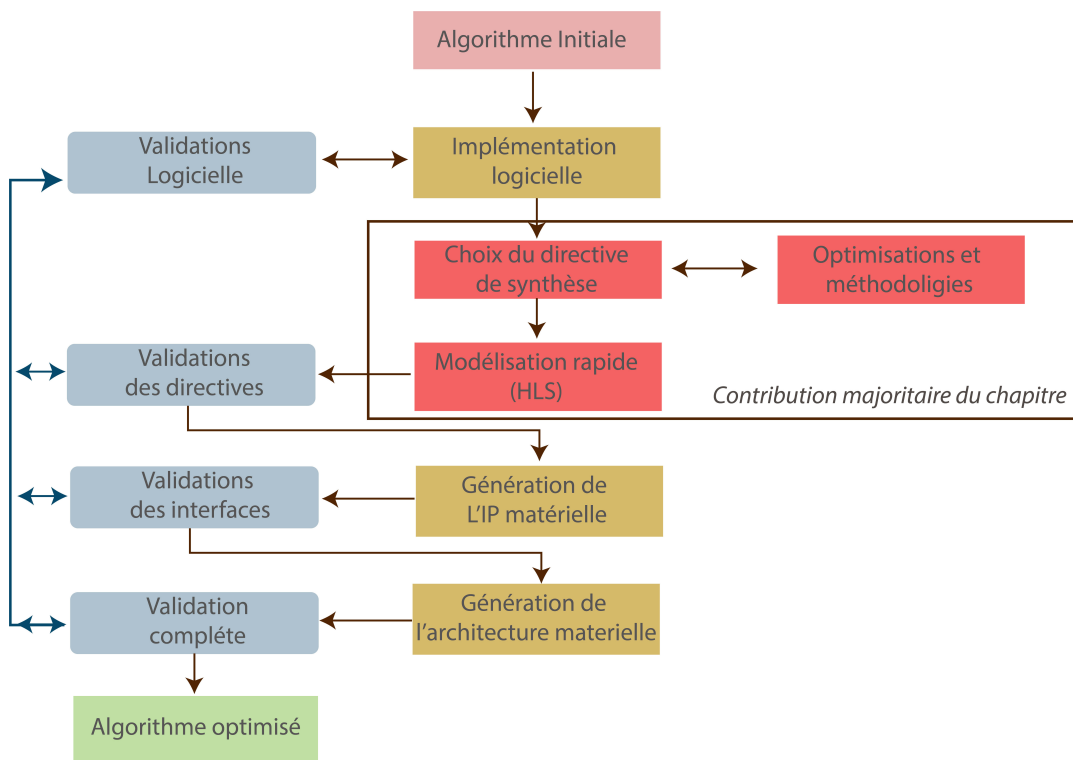 Algorithme Initiale
Validations
Logicielle
Implémentation
logicielle
Choix du directive
de synthèse
Optimisations et
méthodoligies
Validations
des directives
Modélisation rapide
(HLS)
Contribution majoritaire du chapitre
Validations
des interfaces
Génération de
L'IP matérielle
Validation
compléte
Génération de
l'architecture materielle
Algorithme optimisé